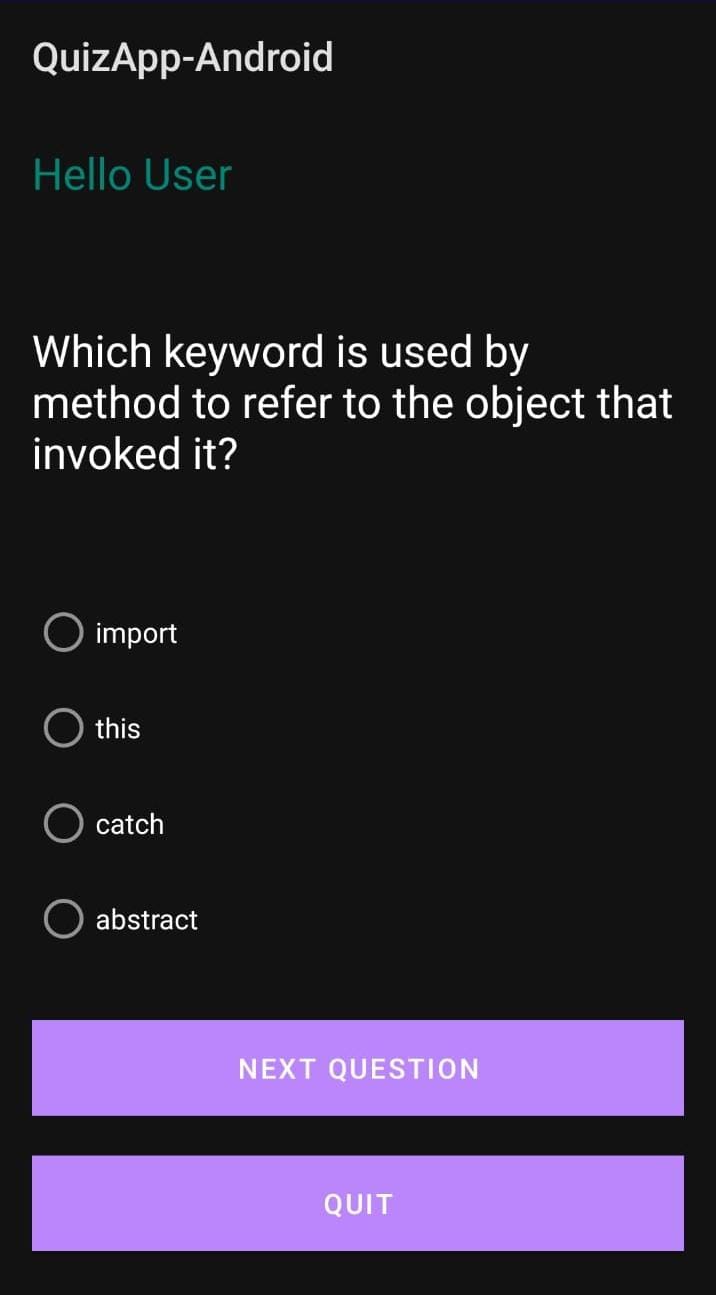 QuizApp-Android
Hello User
Which keyword is used by
method to refer to the object that
invoked it?
import
this
catch
abstract
NEXT QUESTION
QUIT